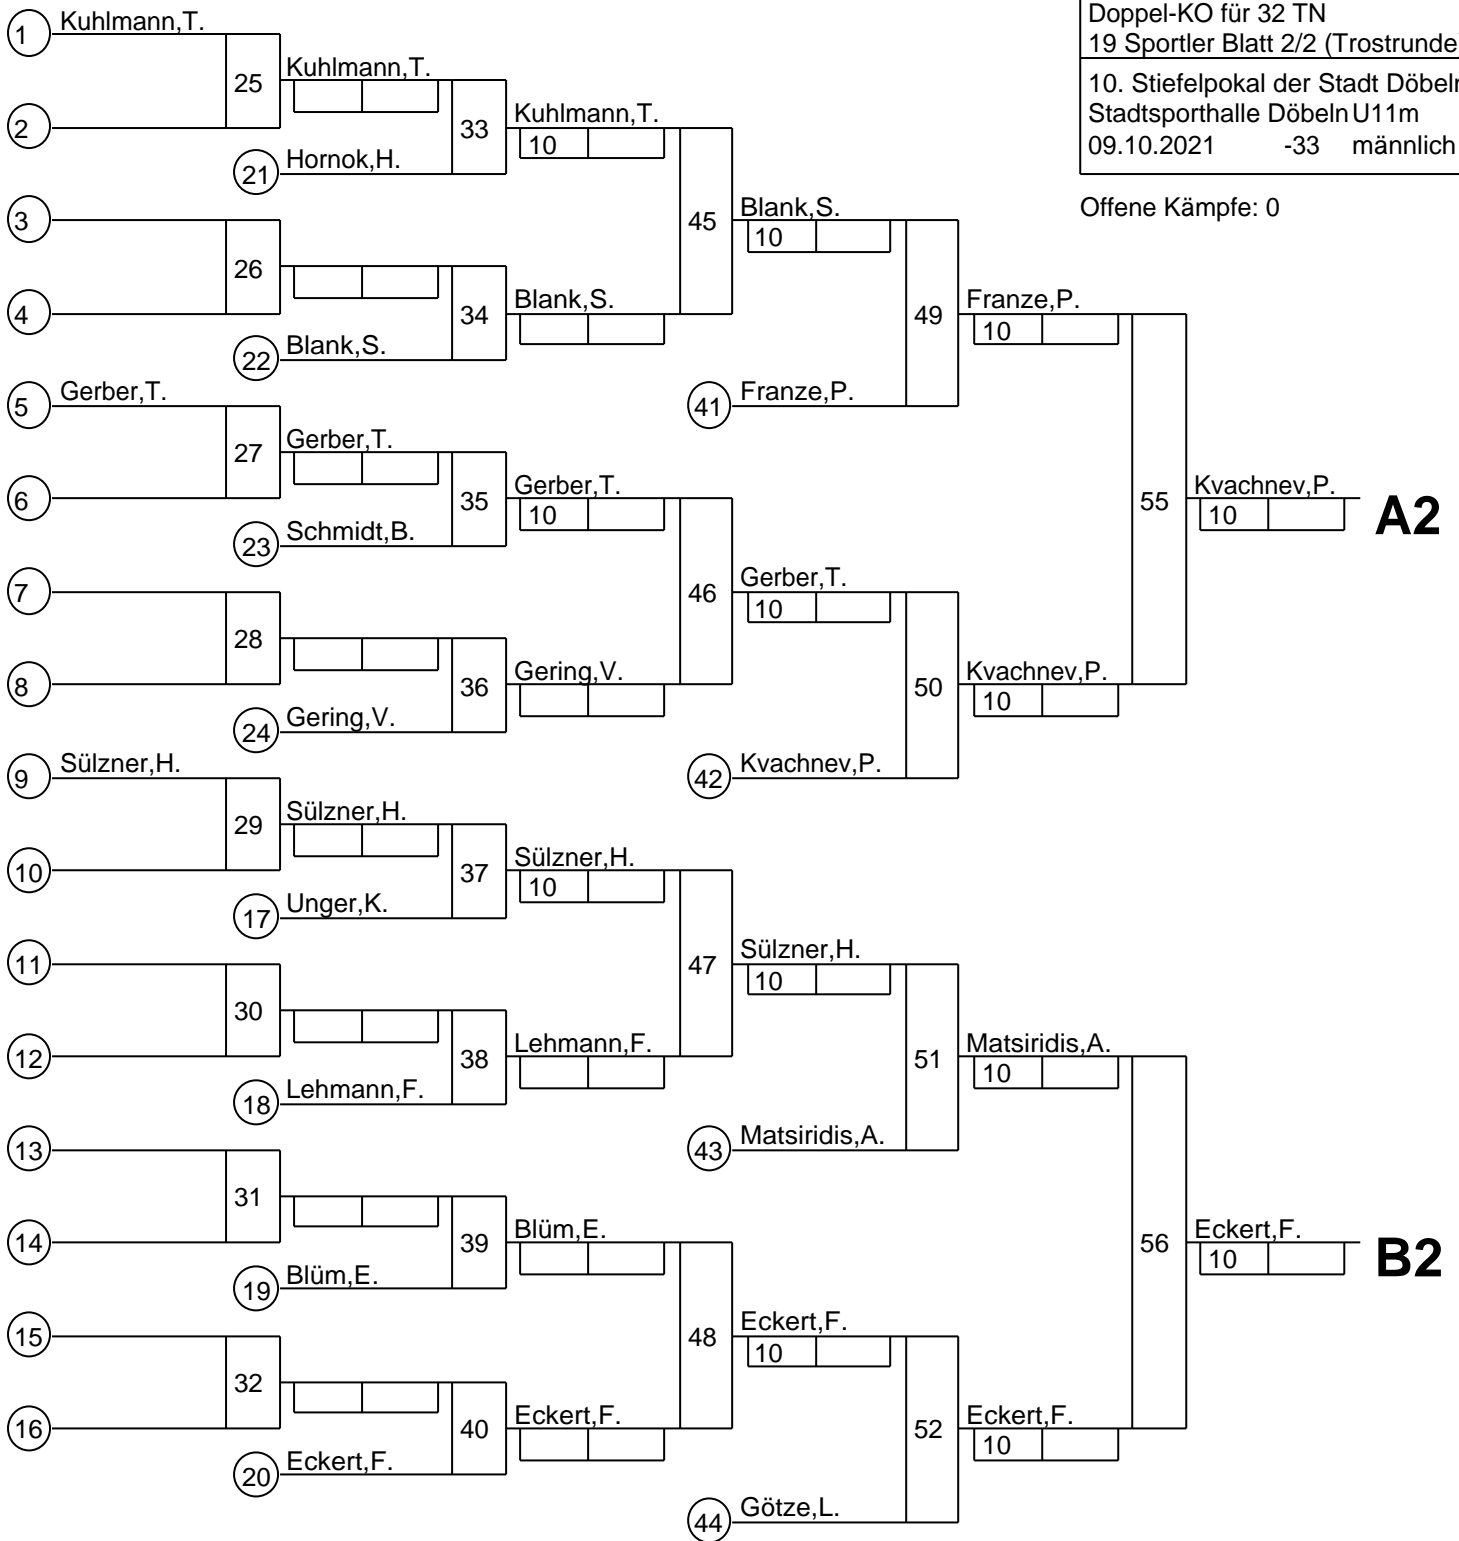 Doppel-KO für 32 TN
19 Sportler Blatt 2/2 (Trostrunde
10. Stiefelpokal der Stadt Döbeln
Stadtsporthalle Döbeln U11m
09.10.2021 -33 männlich
Offene Kämpfe: 0
1 Kuhlmann,T.
25 Kuhlmann,T.
2
33 Kuhlmann,T.
10
21 Hornok,H.
3
45 Blank,S.
10
26
4
34 Blank,S.
22 Blank,S.
49 Franze,P.
10
5 Gerber,T.
41 Franze,P.
27 Gerber,T.
6
35 Gerber,T.
10
23 Schmidt,B.
55 Kvachnev,P.
10
A2
7
46 Gerber,T.
10
28
8
36 Gering,V.
24 Gering,V.
50 Kvachnev,P.
10
9 Sülzner,H.
42 Kvachnev,P.
29 Sülzner,H.
10
37 Sülzner,H.
10
17 Unger,K.
11
47 Sülzner,H.
10
30
12
38 Lehmann,F.
18 Lehmann,F.
51 Matsiridis,A.
10
13
43 Matsiridis,A.
31
14
39 Blüm,E.
19 Blüm,E.
56 Eckert,F.
10
B2
15
48 Eckert,F.
10
32
16
40 Eckert,F.
20 Eckert,F.
52 Eckert,F.
10
44 Götze,L.